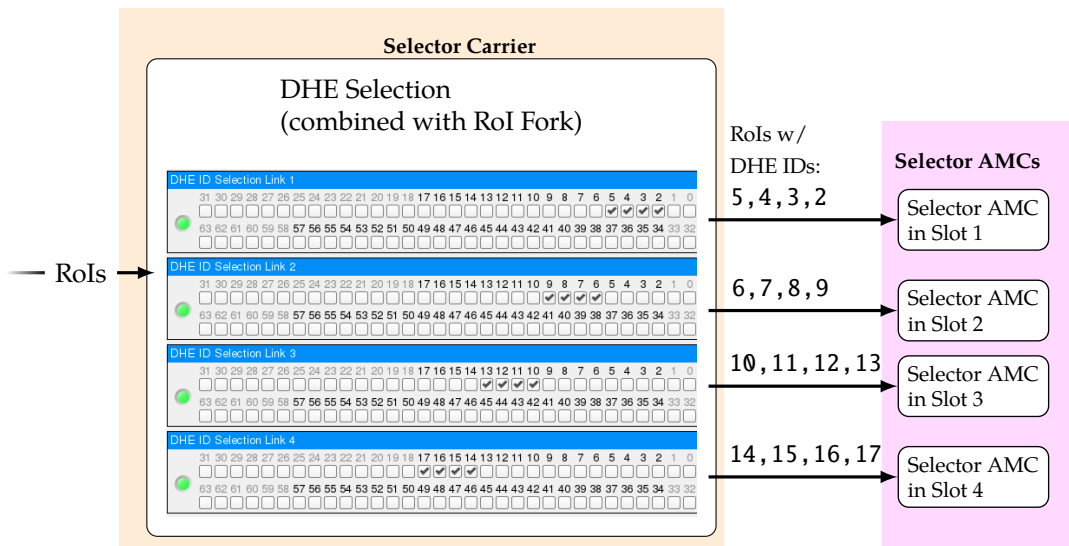 Selector Carrier
DHE Selection
(combined with RoI Fork)
RoIs
DHE ID Selection Link 1
31 30 29 28 27 26 25 24 23 22 21 20 19 18 17 16 15 14 13 12 11 10 9 8 7 6 5 4 3 2 1 0
63 62 61 60 59 58 57 56 55 54 53 52 51 50 49 48 47 46 45 44 43 42 41 40 39 38 37 36 35 34 33 32
DHE ID Selection Link 2
31 30 29 28 27 26 25 24 23 22 21 20 19 18 17 16 15 14 13 12 11 10 9 8 7 6 5 4 3 2 1 0
63 62 61 60 59 58 57 56 55 54 53 52 51 50 49 48 47 46 45 44 43 42 41 40 39 38 37 36 35 34 33 32
DHE ID Selection Link 3
31 30 29 28 27 26 25 24 23 22 21 20 19 18 17 16 15 14 13 12 11 10 9 8 7 6 5 4 3 2 1 0
63 62 61 60 59 58 57 56 55 54 53 52 51 50 49 48 47 46 45 44 43 42 41 40 39 38 37 36 35 34 33 32
DHE ID Selection Link 4
31 30 29 28 27 26 25 24 23 22 21 20 19 18 17 16 15 14 13 12 11 10 9 8 7 6 5 4 3 2 1 0
63 62 61 60 59 58 57 56 55 54 53 52 51 50 49 48 47 46 45 44 43 42 41 40 39 38 37 36 35 34 33 32
RoIs w/
DHE IDs:
5,4,3,2
6,7,8,9
10,11,12,13
14,15,16,17
Selector AMCs
Selector AMC
in Slot 1
Selector AMC
in Slot 2
Selector AMC
in Slot 3
Selector AMC
in Slot 4